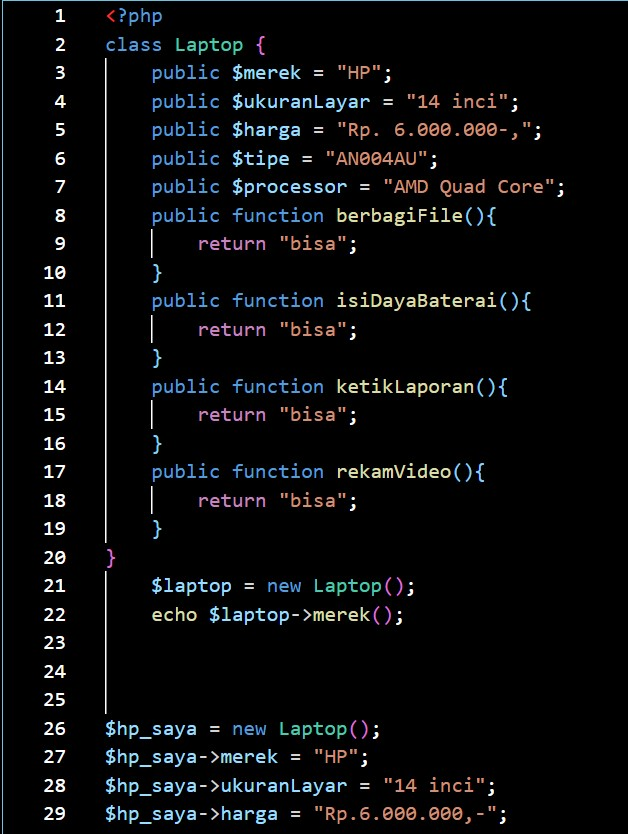 1 <?php
2 class Laptop {
3     public $merek = "HP";
4     public $ukuranLayar = "14 inci";
5     public $harga = "Rp. 6.000.000-,";
6     public $tipe = "AN004AU";
7     public $processor = "AMD Quad Core";
8     public function berbagiFile(){
9         return "bisa";
10     }
11     public function isiDayaBaterai(){
12         return "bisa";
13     }
14     public function ketikLaporan(){
15         return "bisa";
16     }
17     public function rekamVideo(){
18         return "bisa";
19     }
20 }
21     $laptop = new Laptop();
22     echo $laptop->merek();
23
24
25
26 $hp_saya = new Laptop();
27 $hp_saya->merek = "HP";
28 $hp_saya->ukuranLayar = "14 inci";
29 $hp_saya->harga = "Rp.6.000.000,-";